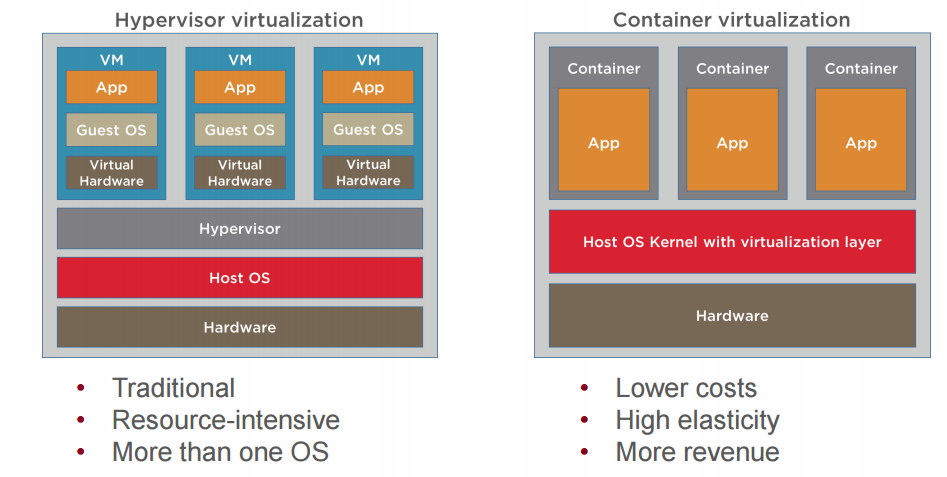 Hypervisor virtualization
VM
App
Guest OS
Virtual
Hardware
VM
App
Guest OS
Virtual
Hardware
VM
App
Guest OS
Virtual
Hardware
Hypervisor
Host OS
Hardware
• Traditional
• Resource-intensive
• More than one OS
Container virtualization
Container
App
Container
App
Container
App
Host OS Kernel with virtualization layer
Hardware
• Lower costs
• High elasticity
• More revenue